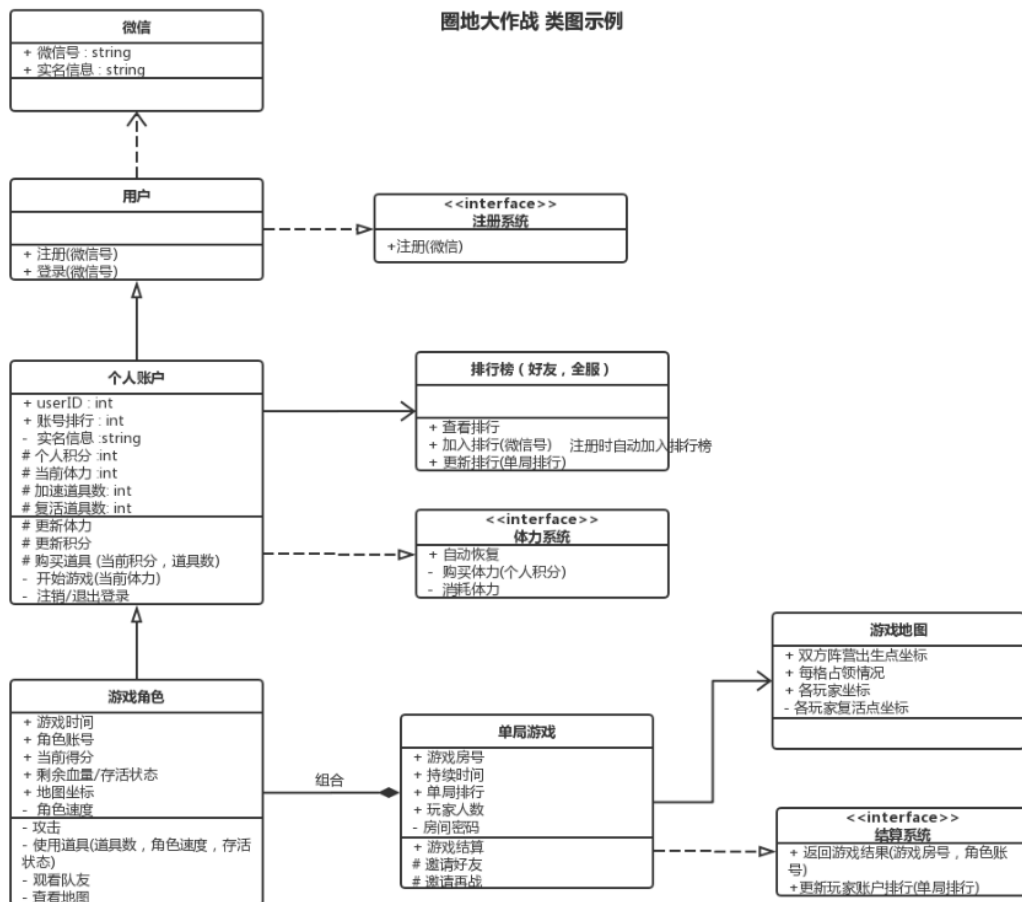 圈地大作战 类图示例
微信
+ 微信号 : string
+ 实名信息 : string
用户
+ 注册(微信号)
+ 登录(微信号)
<<interface>>
注册系统
+注册(微信)
个人账户
+ userID : int
+ 账号排行 : int
- 实名信息 :string
# 个人积分 :int
# 当前体力 :int
# 加速道具数: int
# 复活道具数: int
# 更新体力
# 更新积分
# 购买道具 (当前积分，道具数)
- 开始游戏(当前体力)
- 注销/退出登录
排行榜（好友，全服）
+ 查看排行
+ 加入排行(微信号) 注册时自动加入排行榜
+ 更新排行(单局排行)
<<interface>>
体力系统
+ 自动恢复
- 购买体力(个人积分)
- 消耗体力
游戏角色
+ 游戏时间
+ 角色账号
+ 当前得分
+ 剩余血量/存活状态
+ 地图坐标
- 角色速度
- 攻击
- 使用道具(道具数，角色速度，存活
状态)
- 观看队友
- 查看地图
组合
单局游戏
+ 游戏房号
+ 持续时间
+ 单局排行
+ 玩家人数
- 房间密码
+ 游戏结算
# 邀请好友
# 邀请再战
游戏地图
+ 双方阵营出生点坐标
+ 每格占领情况
+ 各玩家坐标
- 各玩家复活点坐标
<<interface>>
结算系统
+ 返回游戏结果(游戏房号，角色账
号)
+更新玩家账户排行(单局排行)